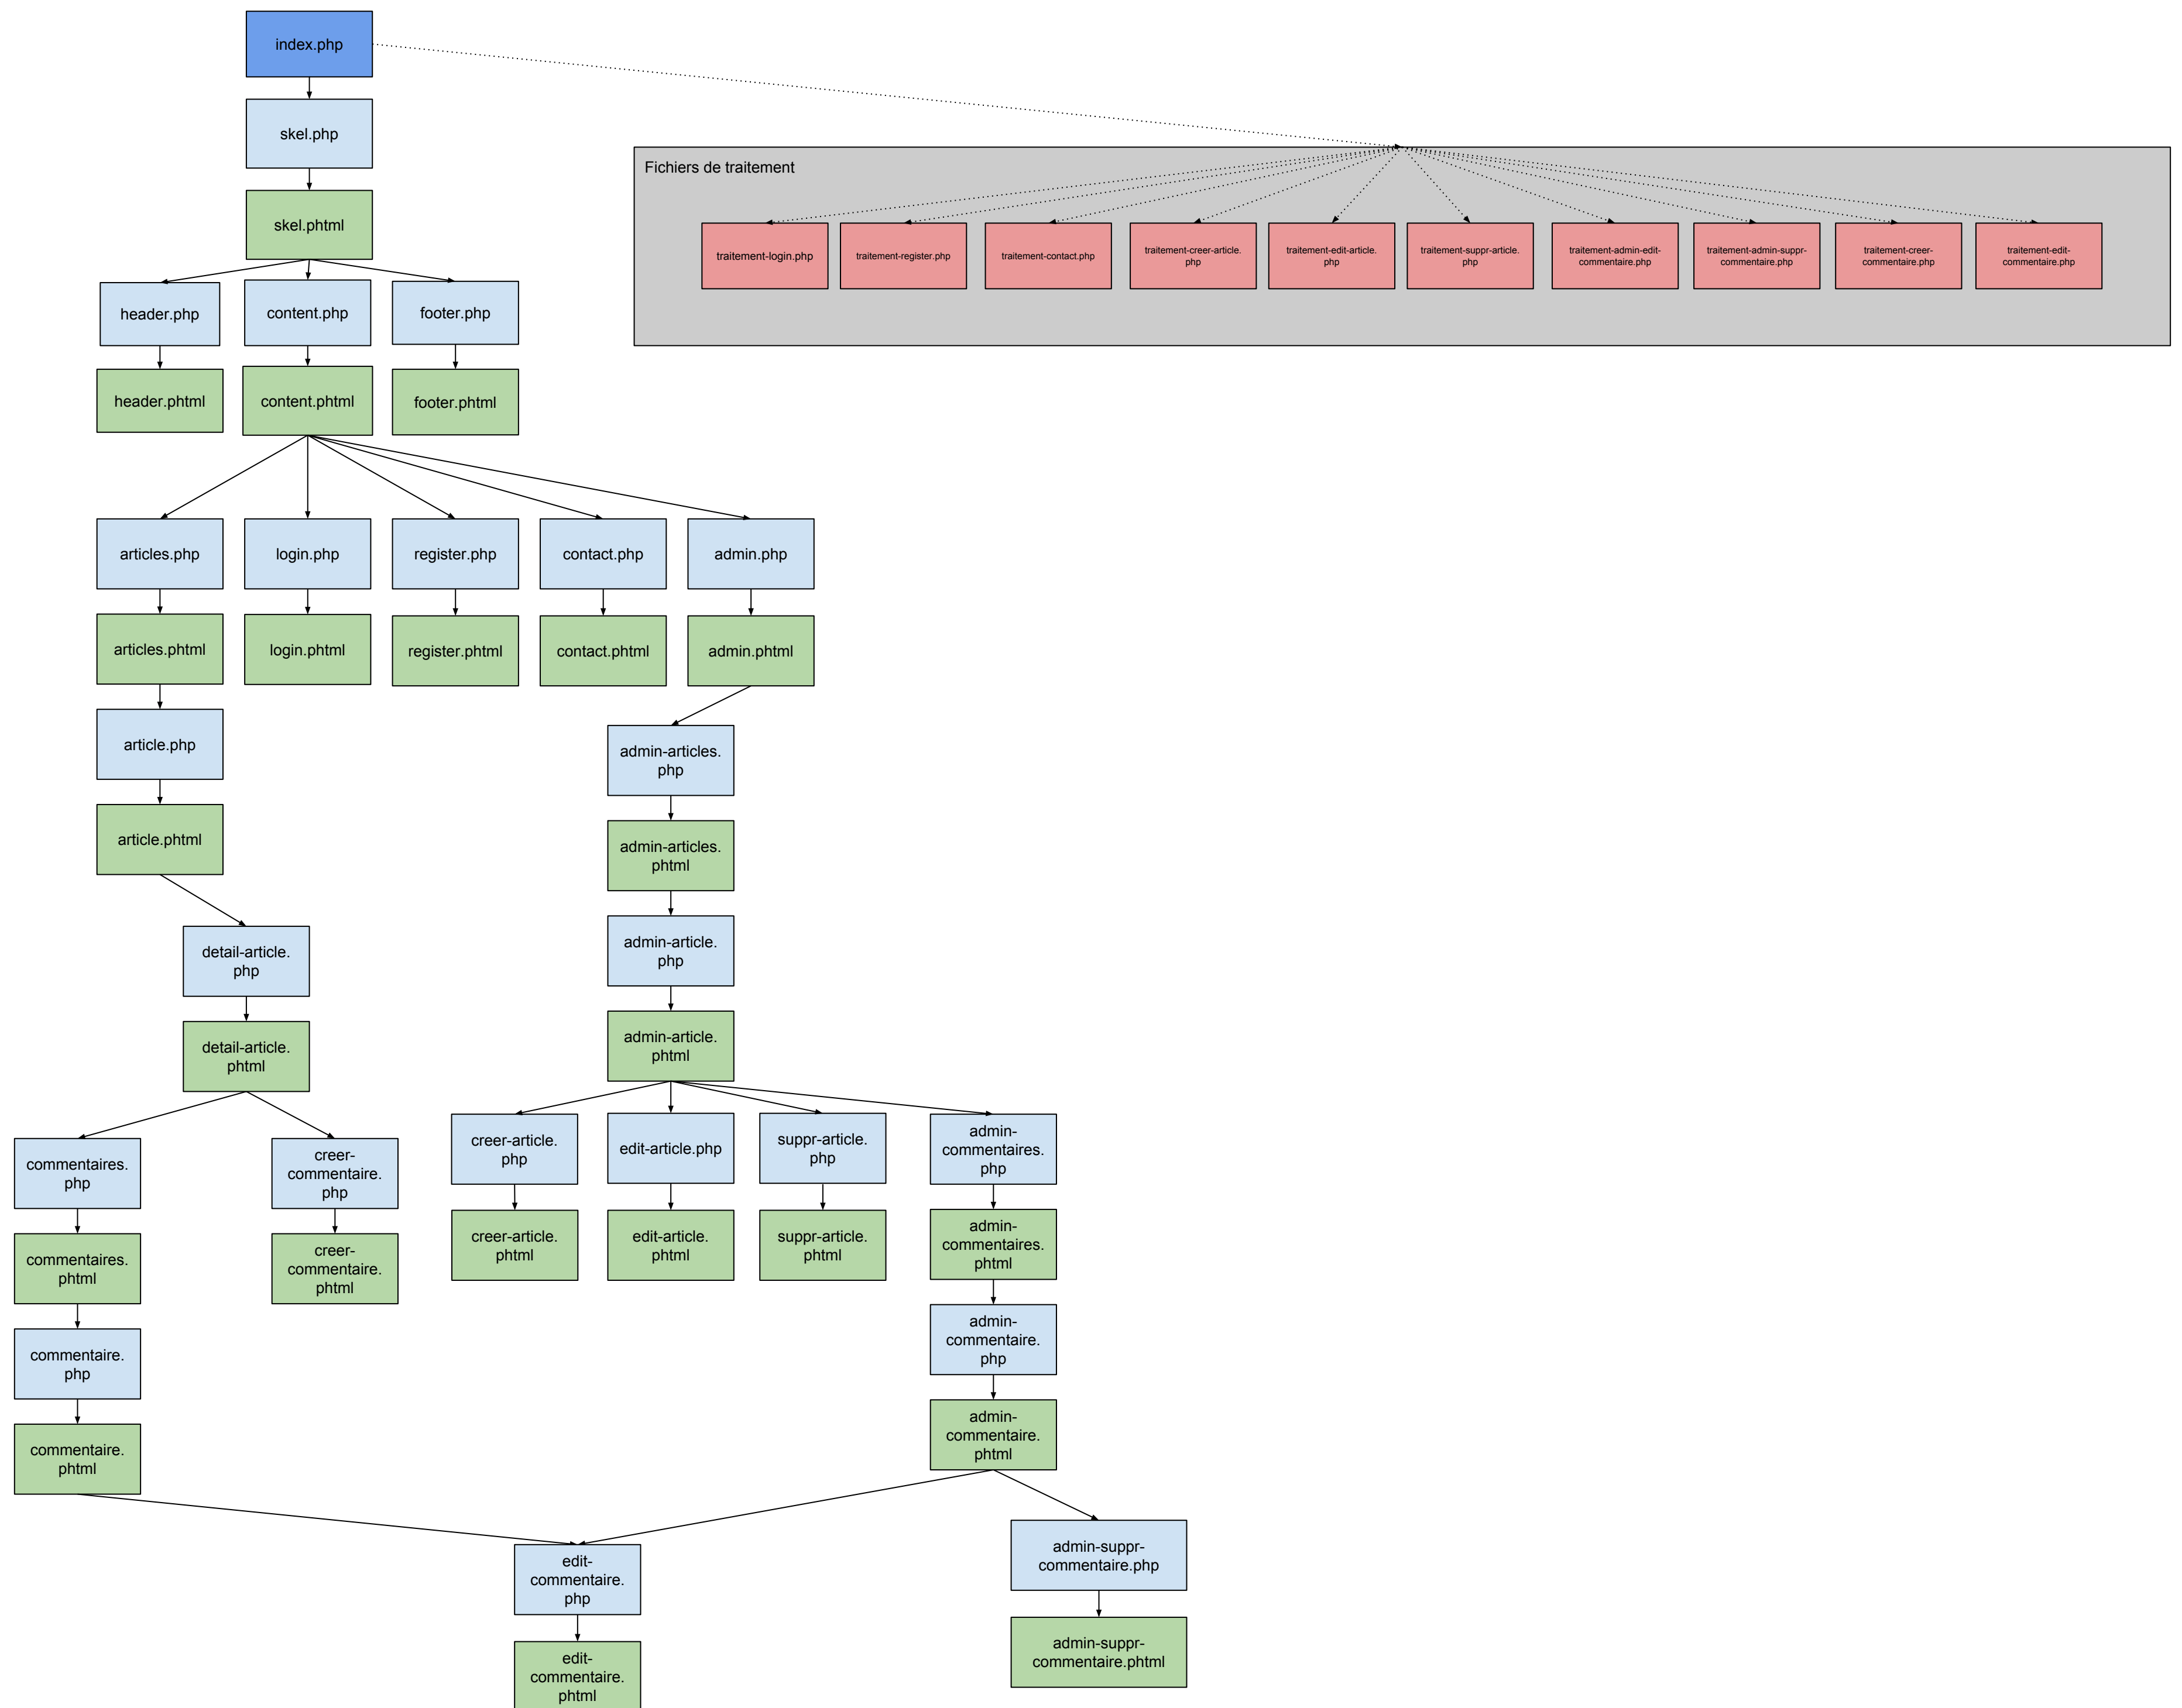 index.php
skel.php
Fichiers de traitement
skel.phtml
traitement-login.php
traitement-register.php
traitement-contact.php
traitement-creer-article.
php
traitement-edit-article.
php
traitement-suppr-article.
php
traitement-admin-edit-
commentaire.php
traitement-admin-suppr-
commentaire.php
traitement-creer-
commentaire.php
traitement-edit-
commentaire.php
header.php
content.php
footer.php
header.phtml
content.phtml
footer.phtml
articles.php
login.php
register.php
contact.php
admin.php
articles.phtml
login.phtml
register.phtml
contact.phtml
admin.phtml
article.php
admin-articles.
php
article.phtml
admin-articles.
phtml
detail-article.
php
admin-article.
php
detail-article.
phtml
admin-article.
phtml
commentaires.
php
creer-
commentaire.
php
creer-article.
php
edit-article.php
suppr-article.
php
admin-
commentaires.
php
commentaires.
phtml
creer-
commentaire.
phtml
creer-article.
phtml
edit-article.
phtml
suppr-article.
phtml
admin-
commentaires.
phtml
commentaire.
php
admin-
commentaire.
php
commentaire.
phtml
admin-
commentaire.
phtml
edit-
commentaire.
php
admin-suppr-
commentaire.php
edit-
commentaire.
phtml
admin-suppr-
commentaire.phtml